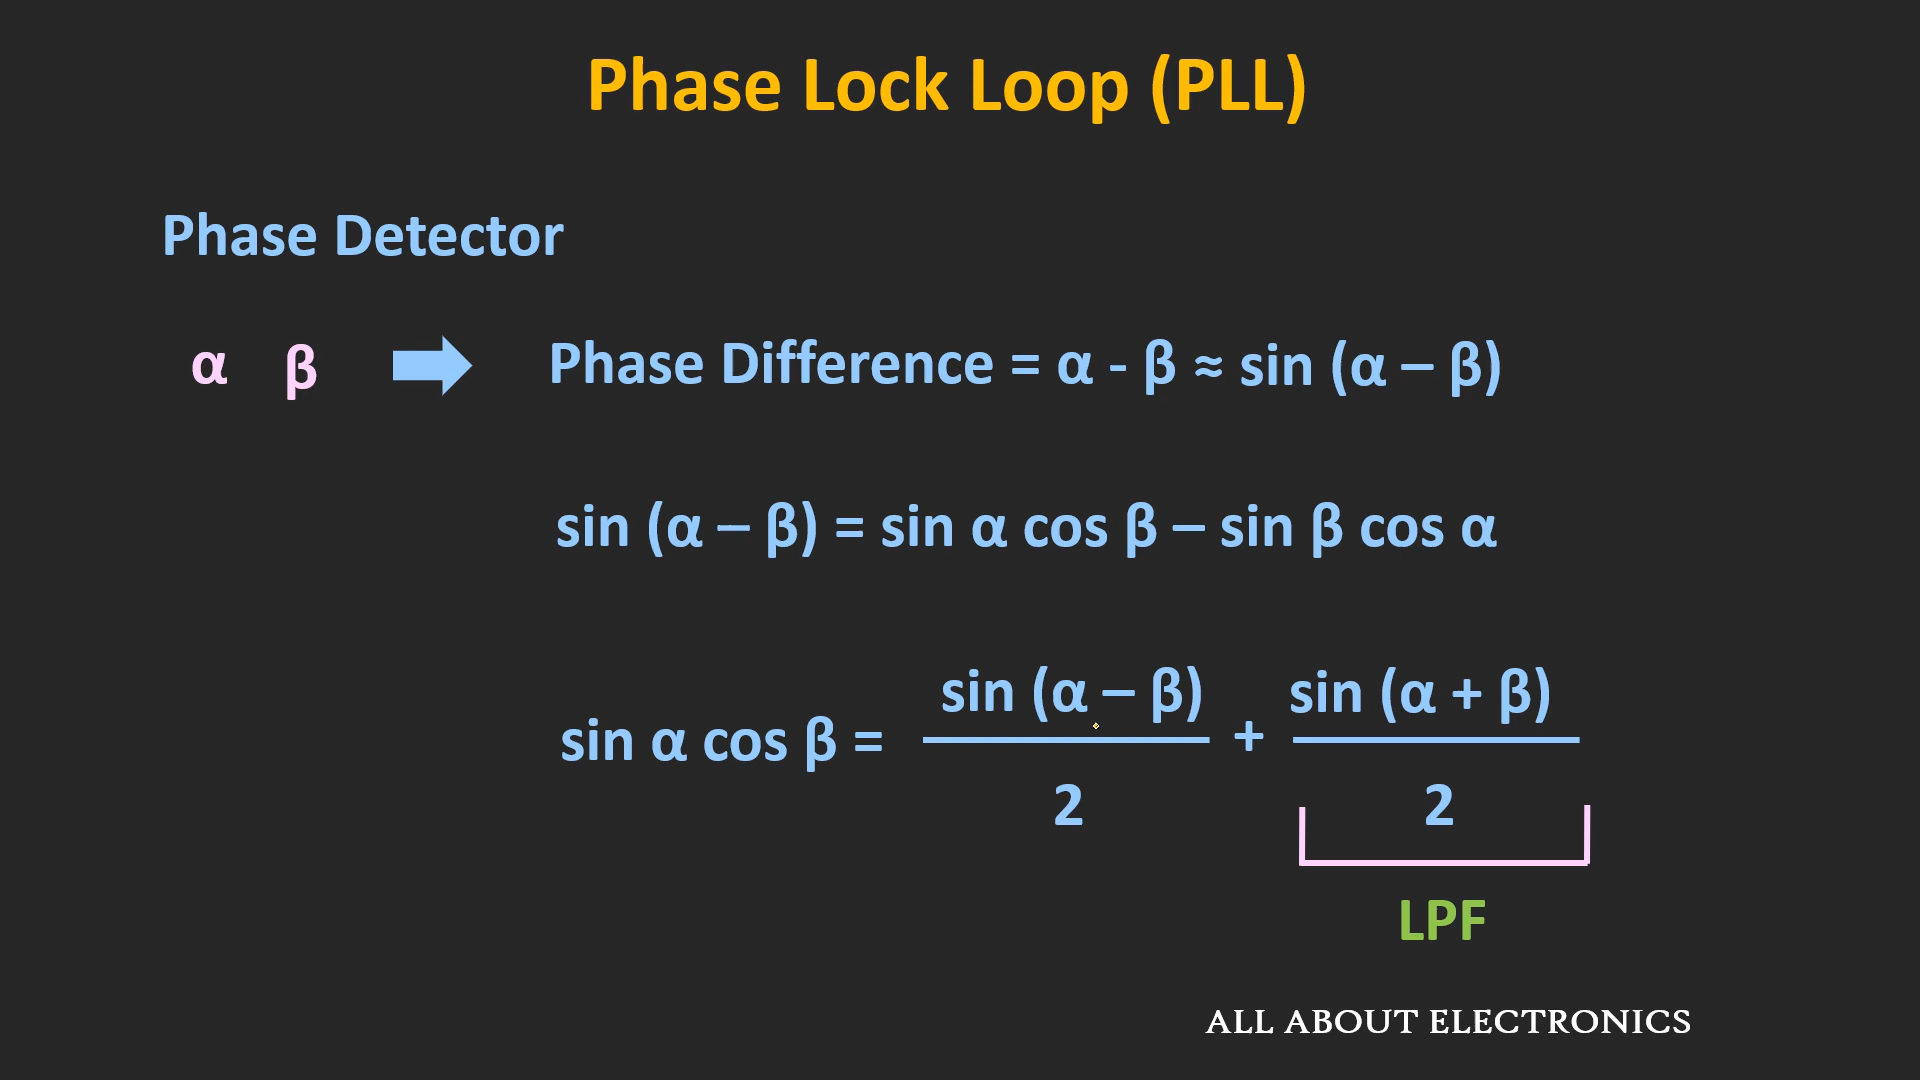 Phase Lock Loop (PLL)
Phase Detector
α β Phase Difference = α - β ≈ sin (α – β)
sin (α – β) = sin α cos β – sin β cos α
sin (α – β) sin (α + β)
sin α cos β = +
2 2
LPF
ALL ABOUT ELECTRONICS